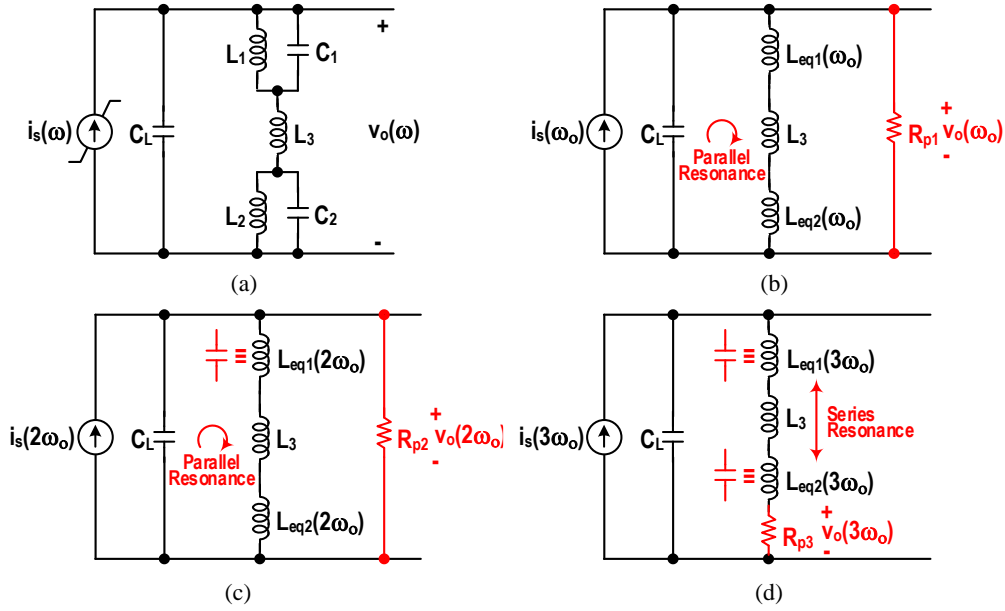 L1
C1
+
is(ω)
CL
L3
vo(ω)
L2
C2
-
(a)
Leq1(ωo)
is(ωo)
CL
Parallel
Resonance
L3
Rp1
+
vo(ωo)
-
Leq2(ωo)
(b)
Leq1(2ωo)
is(2ωo)
CL
Parallel
Resonance
L3
Rp2
+
vo(2ωo)
-
Leq2(2ωo)
(c)
Leq1(3ωo)
is(3ωo)
CL
L3
Series
Resonance
Leq2(3ωo)
Rp3
+
vo(3ωo)
-
(d)